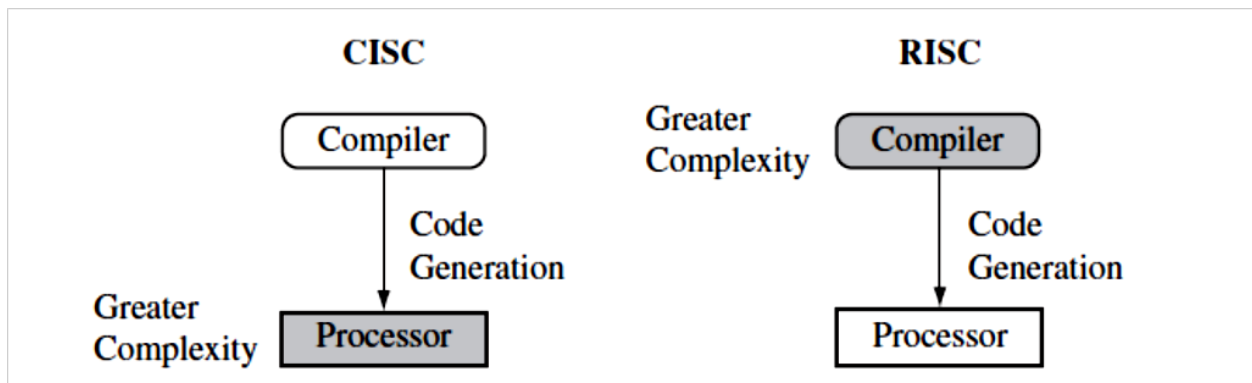 CISC
Compiler
Code
Generation
Greater
Complexity
Processor
RISC
Greater
Complexity
Compiler
Code
Generation
Processor